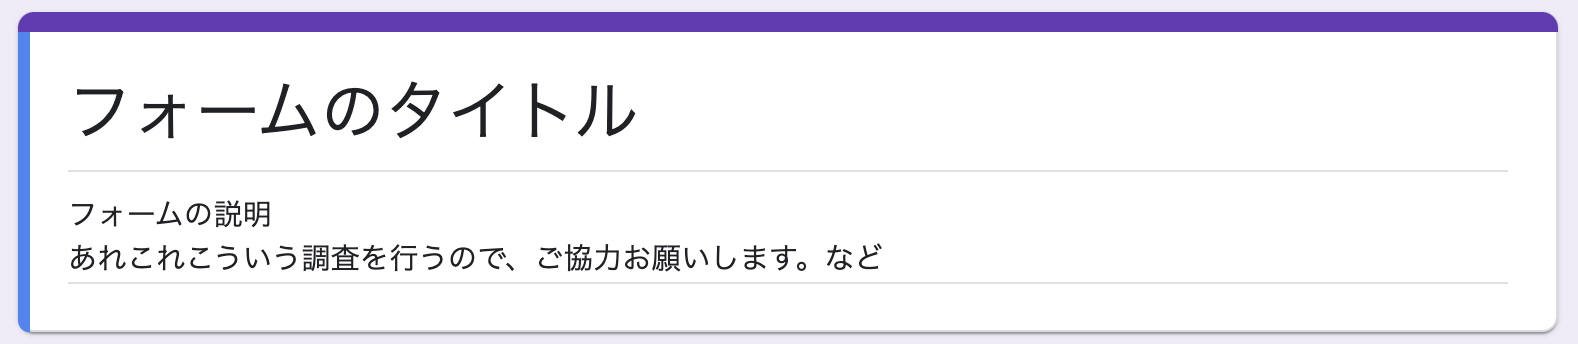 フォームのタイトル
フォームの説明
あれこれこういう調査を行うので、ご協力お願いします。など